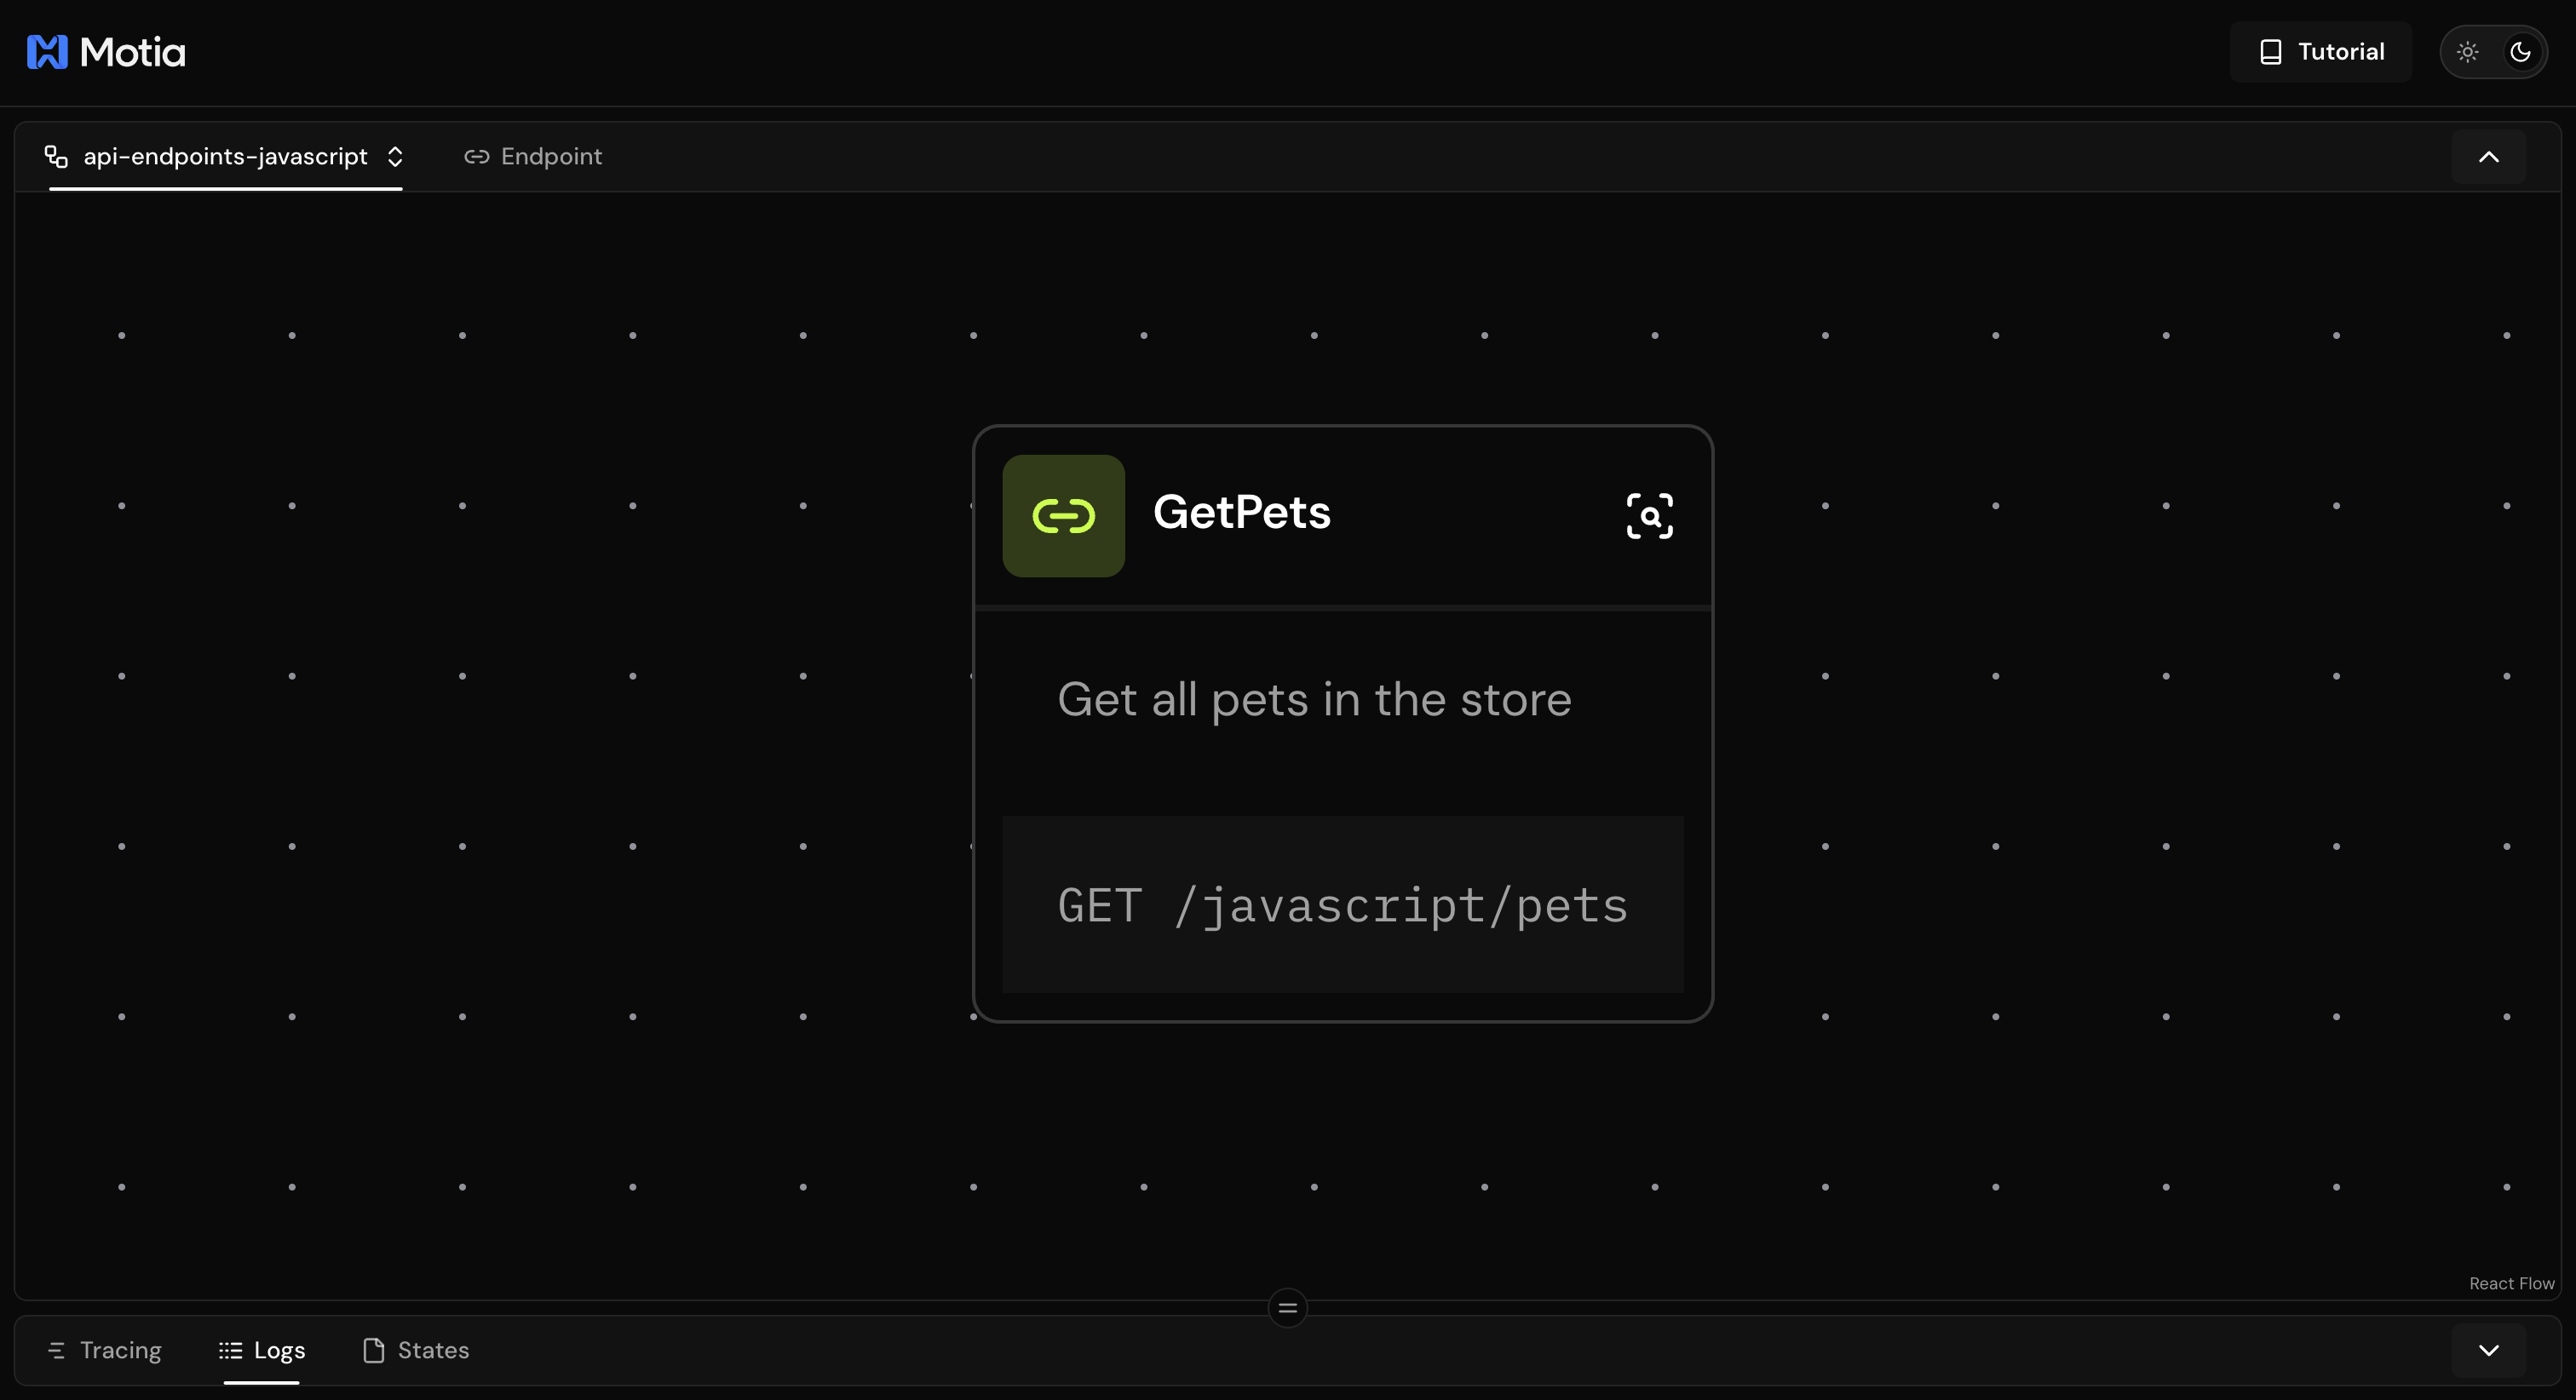 Motia
Tutorial
api-endpoints-javascript
Endpoint
GetPets
Get all pets in the store
GET /javascript/pets
React Flow
Tracing
Logs
States